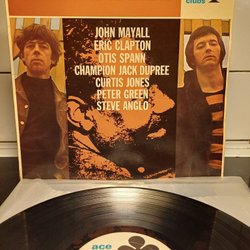 clubs
JOHN MAYALL
ERIC CLAPTON
OTIS SPANN
CHAMPION JACK DUPREE
CURTIS JONES
PETER GREEN
STEVE ANGLO
ace